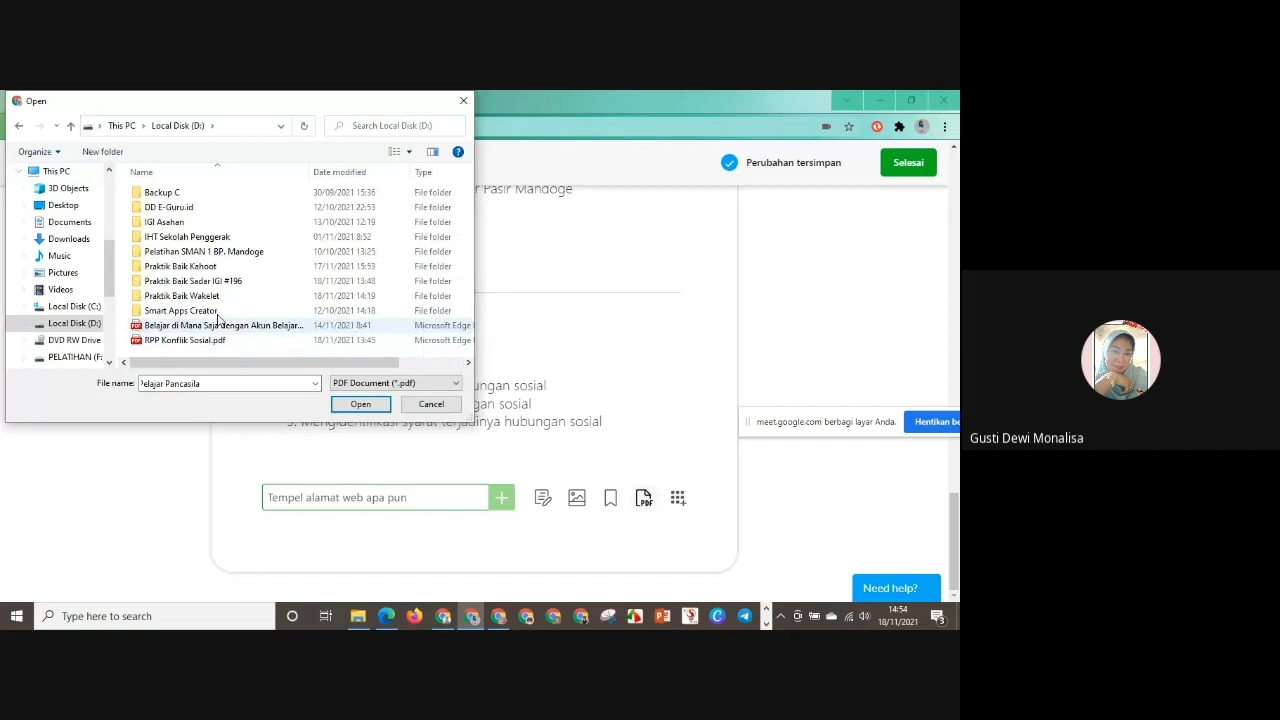 Open
This PC > Local Disk (D:) >
Search Local Disk (D:)
Organize
New folder
Perubahan tersimpan
Selesai
r Pasir Mandoge
Name
Date modified
Type
This PC
3D Objects
Desktop
Documents
Downloads
Music
Pictures
Videos
Local Disk (C:)
Local Disk (D:)
DVD RW Drive
PELATIHAN (F:
Backup C 30/09/2021 15:36 File folder
DD E-Guru.id 12/10/2021 22:53 File folder
IGI Asahan 13/10/2021 12:19 File folder
IHT Sekolah Penggerak 01/11/2021 8:52 File folder
Pelatihan SMAN 1 BP. Mandoge 10/10/2021 13:25 File folder
Praktik Baik Kahoot 17/11/2021 15:53 File folder
Praktik Baik Sadar IGI #196 18/11/2021 13:48 File folder
Praktik Baik Wakelet 18/11/2021 14:19 File folder
Smart Apps Creator 12/10/2021 14:18 File folder
Belajar di Mana Saja dengan Akun Belajar... 14/11/2021 8:41 Microsoft Edge
RPP Konflik Sosial.pdf 18/11/2021 13:45 Microsoft Edge
File name: Pelajar Pancasila
PDF Document (*.pdf)
Open
Cancel
ungan sosial
gan sosial
3. Mengidentifikasi syarat terjadinya hubungan sosial
meet.google.com berbagi layar Anda.
Hentikan be
Gusti Dewi Monalisa
Tempel alamat web apa pun
PDF
Need help?
Type here to search
14:54
18/11/2021
3